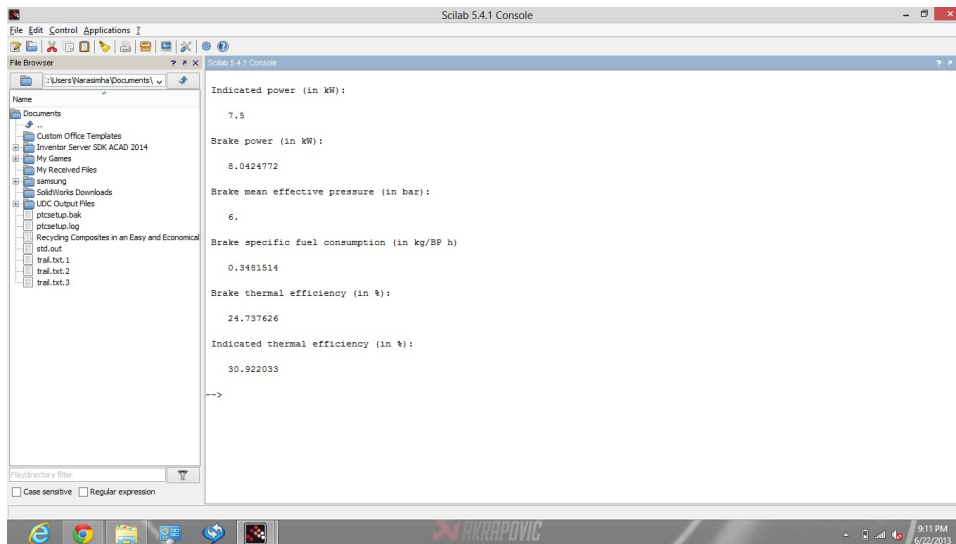 Scilab 5.4.1 Console
File Edit Control Applications ?
File Browser
Scilab 5.4.1 Console
:\Users\Narasimha\Documents\
Name
Documents
..
Custom Office Templates
Inventor Server SDK ACAD 2014
My Games
My Received Files
samsung
SolidWorks Downloads
UDC Output Files
ptcsetup.bak
ptcsetup.log
Recycling Composites in an Easy and Economical
std.out
trail.txt.1
trail.txt.2
trail.txt.3
Indicated power (in kW):
7.5
Brake power (in kW):
8.0424772
Brake mean effective pressure (in bar):
6.
Brake specific fuel consumption (in kg/BP h)
0.3481514
Brake thermal efficiency (in %):
24.737626
Indicated thermal efficiency (in %):
30.922033
-->
File/directory filter
Case sensitive Regular expression
AKRAPOVIC
9:11 PM
6/22/2013